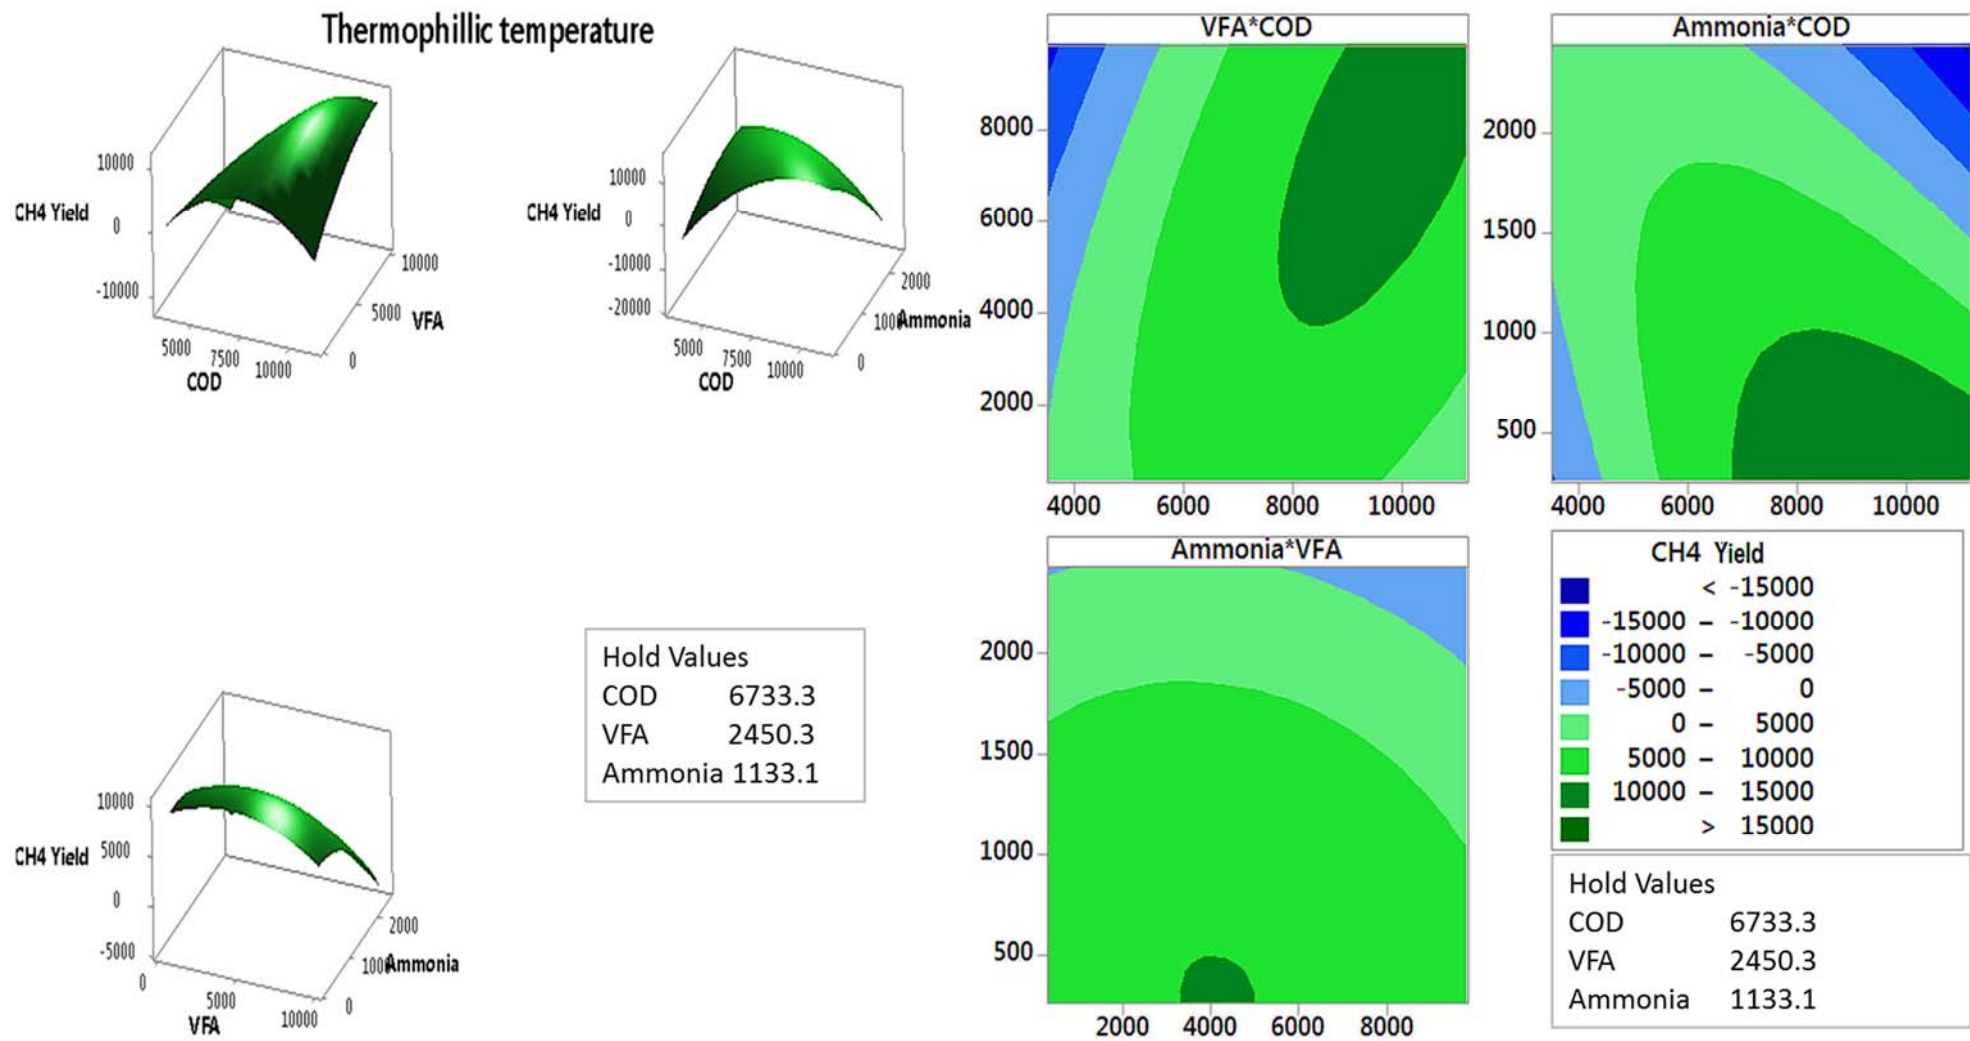 Thermophillic temperature
10000
CH4 Yield
0
-10000
5000
7500
10000
COD
0
5000
10000
VFA
10000
CH4 Yield
0
-10000
-20000
5000
7500
10000
COD
0
1000
2000
Ammonia
10000
CH4 Yield
5000
0
-5000
0
5000
10000
VFA
0
1000
2000
Ammonia
Hold Values
COD 6733.3
VFA 2450.3
Ammonia 1133.1
VFA*COD
8000
6000
4000
2000
4000 6000 8000 10000
Ammonia*COD
2000
1500
1000
500
4000 6000 8000 10000
Ammonia*VFA
2000
1500
1000
500
2000 4000 6000 8000
CH4 Yield
< -15000
-15000 – -10000
-10000 – -5000
-5000 – 0
0 – 5000
5000 – 10000
10000 – 15000
> 15000
Hold Values
COD 6733.3
VFA 2450.3
Ammonia 1133.1